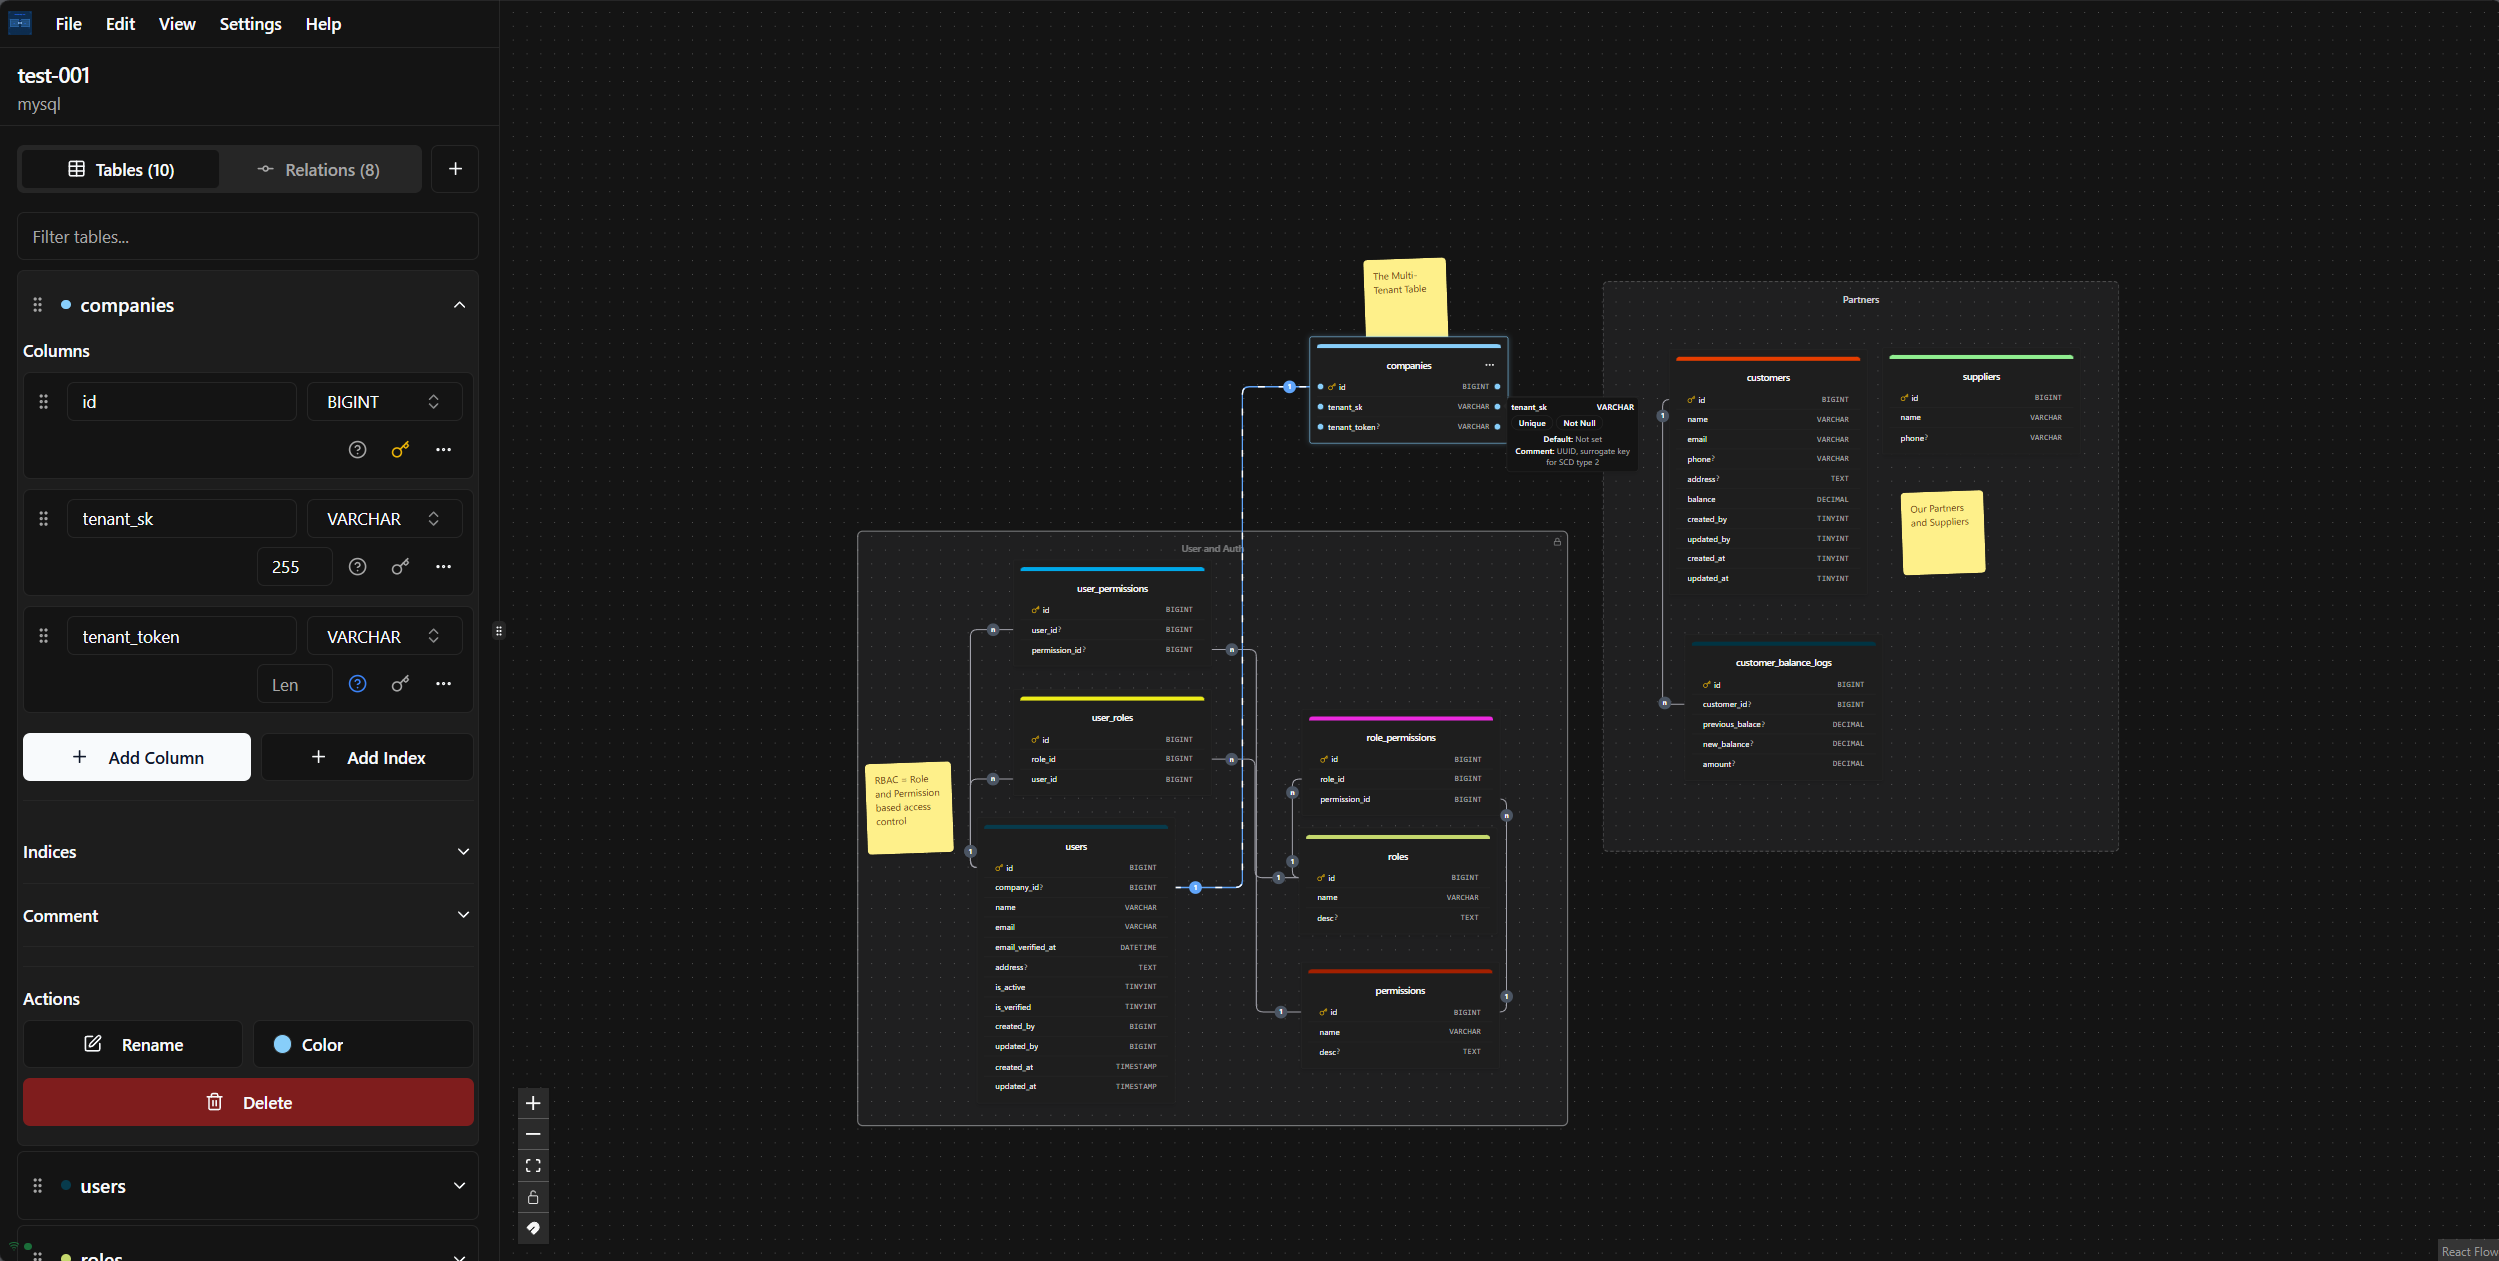 File Edit View Settings Help
test-001
mysql
Tables (10) Relations (8)
Filter tables...
companies
Columns
id BIGINT
tenant_sk VARCHAR
255
tenant_token VARCHAR
Len
Add Column Add Index
Indices
Comment
Actions
Rename Color
Delete
users
roles
The Multi-
Tenant Table
companies
id BIGINT
tenant_sk VARCHAR
tenant_token? VARCHAR
1
tenant_sk VARCHAR
Unique Not Null
Default: Not set
Comment: UUID, surrogate key
for SCD type 2
Partners
customers
id BIGINT
name VARCHAR
email VARCHAR
phone? VARCHAR
address? TEXT
balance DECIMAL
created_by TINYINT
updated_by TINYINT
created_at TINYINT
updated_at TINYINT
1
n
suppliers
id BIGINT
name VARCHAR
phone? VARCHAR
Our Partners
and Suppliers
customer_balance_logs
id BIGINT
customer_id? BIGINT
previous_balace? DECIMAL
new_balance? DECIMAL
amount? DECIMAL
User and Auth
user_permissions
id BIGINT
user_id? BIGINT
permission_id? BIGINT
n
n
user_roles
id BIGINT
role_id BIGINT
user_id BIGINT
n
n
RBAC = Role
and Permission
based access
control
users
id BIGINT
company_id? BIGINT
name VARCHAR
email VARCHAR
email_verified_at DATETIME
address? TEXT
is_active TINYINT
is_verified TINYINT
created_by BIGINT
updated_by BIGINT
created_at TIMESTAMP
updated_at TIMESTAMP
1
1
role_permissions
id BIGINT
role_id BIGINT
permission_id BIGINT
n
n
roles
id BIGINT
name VARCHAR
desc? TEXT
1
1
permissions
id BIGINT
name VARCHAR
desc? TEXT
1
1
React Flow